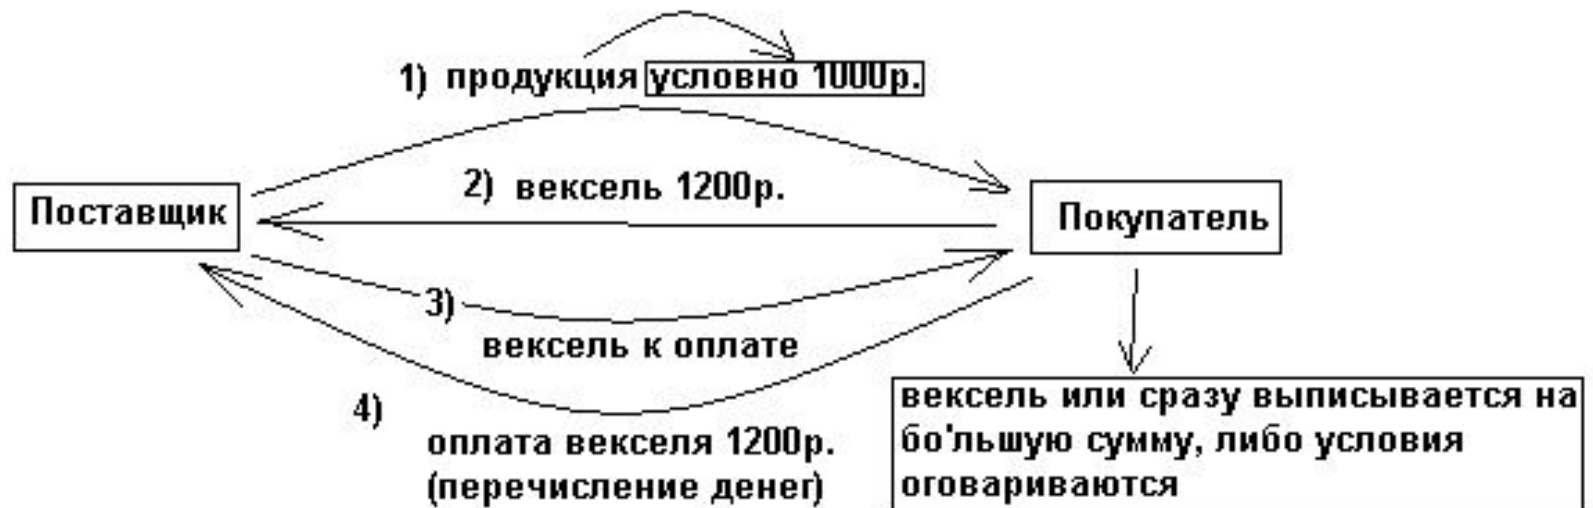 1) продукция условно 1000р.
2) вексель 1200р.
Поставщик
Покупатель
3)
вексель к оплате
4)
оплата векселя 1200р.
(перечисление денег)
вексель или сразу выписывается на
бо'льшую сумму, либо условия
оговариваются